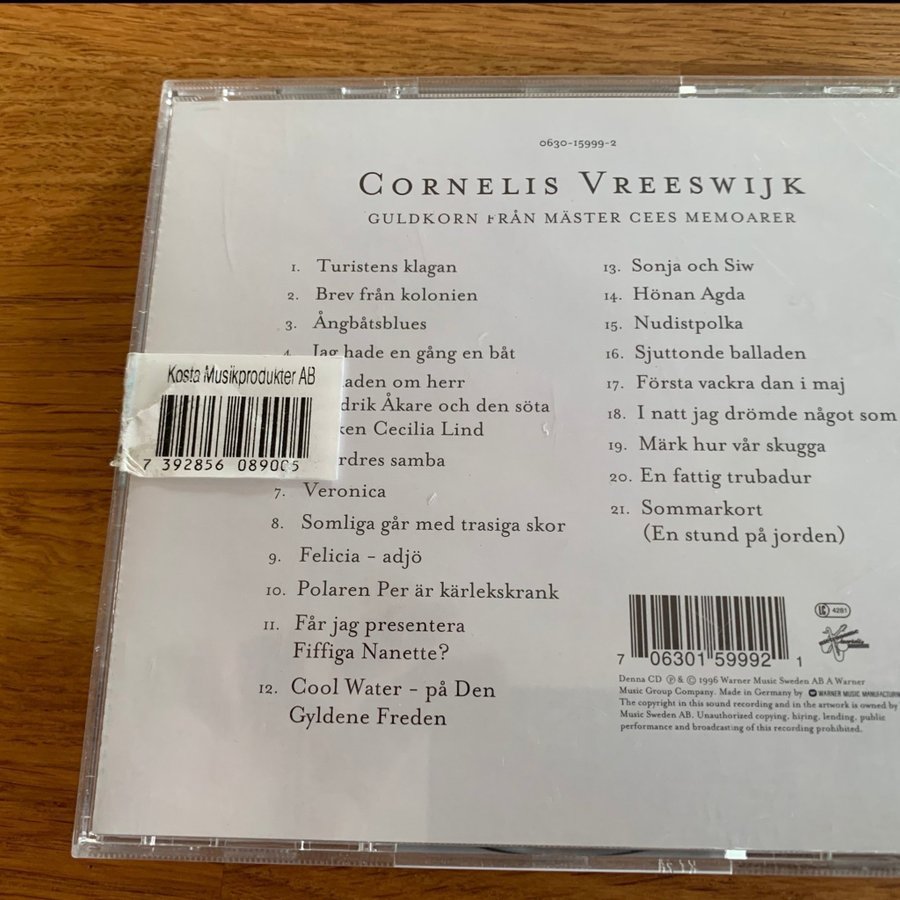 0630-15999-2
CORNELIS VREESWIJK
GULDKORN FRÅN MÄSTER CEES MEMOARER
1. Turistens klagan
2. Brev från kolonien
3. Ångbåtsblues
Jag hade en gång en båt
Kosta Musikprodukter AB
7 392856 089005
om herr
Åkare och den söta
Cecilia Lind
samba
7. Veronica
8. Somliga går med trasiga skor
9. Felicia – adjö
10. Polaren Per är kärlekskrank
11. Får jag presentera
Fiffiga Nanette?
12. Cool Water – på Den
Gyldene Freden
13. Sonja och Siw
14. Hönan Agda
15. Nudistpolka
16. Sjuttonde balladen
17. Första vackra dan i maj
18. I natt jag drömde något som
19. Märk hur vår skugga
20. En fattig trubadur
21. Sommarkort
(En stund på jorden)
7 06301 59992 1
LC 4281
Denna CD ℗ & © 1996 Warner Music Sweden AB A Warner
Music Group Company. Made in Germany by WARNER MUSIC
The copyright in this sound recording and in the artwork is owned by
Music Sweden AB. Unauthorized copying, hiring, lending, public
performance and broadcasting of this recording prohibited.